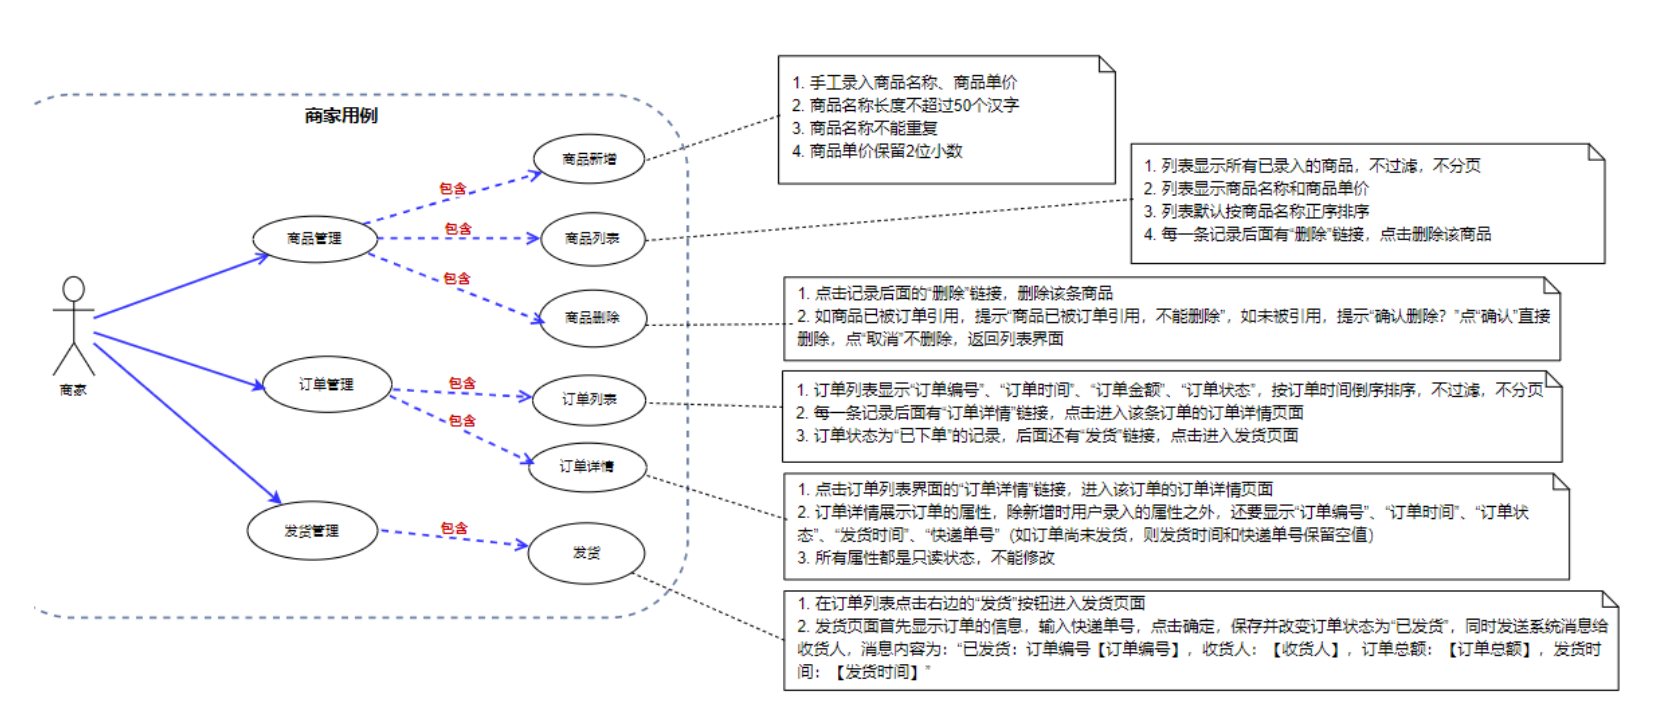 商家用例
商品新增
包含
商品管理
包含
商品列表
包含
商品删除
商家
订单管理
包含
订单列表
包含
订单详情
发货管理
包含
发货
1. 手工录入商品名称、商品单价
2. 商品名称长度不超过50个汉字
3. 商品名称不能重复
4. 商品单价保留2位小数
1. 列表显示所有已录入的商品，不过滤，不分页
2. 列表显示商品名称和商品单价
3. 列表默认按商品名称正序排序
4. 每一条记录后面有“删除”链接，点击删除该商品
1. 点击记录后面的“删除”链接，删除该条商品
2. 如商品已被订单引用，提示“商品已被订单引用，不能删除”，如未被引用，提示“确认删除？”点“确认”直接
删除，点“取消”不删除，返回列表界面
1. 订单列表显示“订单编号”、“订单时间”、“订单金额”、“订单状态”，按订单时间倒序排序，不过滤，不分页
2. 每一条记录后面有“订单详情”链接，点击进入该条订单的订单详情页面
3. 订单状态为“已下单”的记录，后面还有“发货”链接，点击进入发货页面
1. 点击订单列表界面的“订单详情”链接，进入该订单的订单详情页面
2. 订单详情展示订单的属性，除新增时用户录入的属性之外，还要显示“订单编号”、“订单时间”、“订单状
态”、“发货时间”、“快递单号”（如订单尚未发货，则发货时间和快递单号保留空值）
3. 所有属性都是只读状态，不能修改
1. 在订单列表点击右边的“发货”按钮进入发货页面
2. 发货页面首先显示订单的信息，输入快递单号，点击确定，保存并改变订单状态为“已发货”，同时发送系统消息给
收货人，消息内容为：“已发货：订单编号【订单编号】，收货人：【收货人】，订单总额：【订单总额】，发货时
间：【发货时间】”